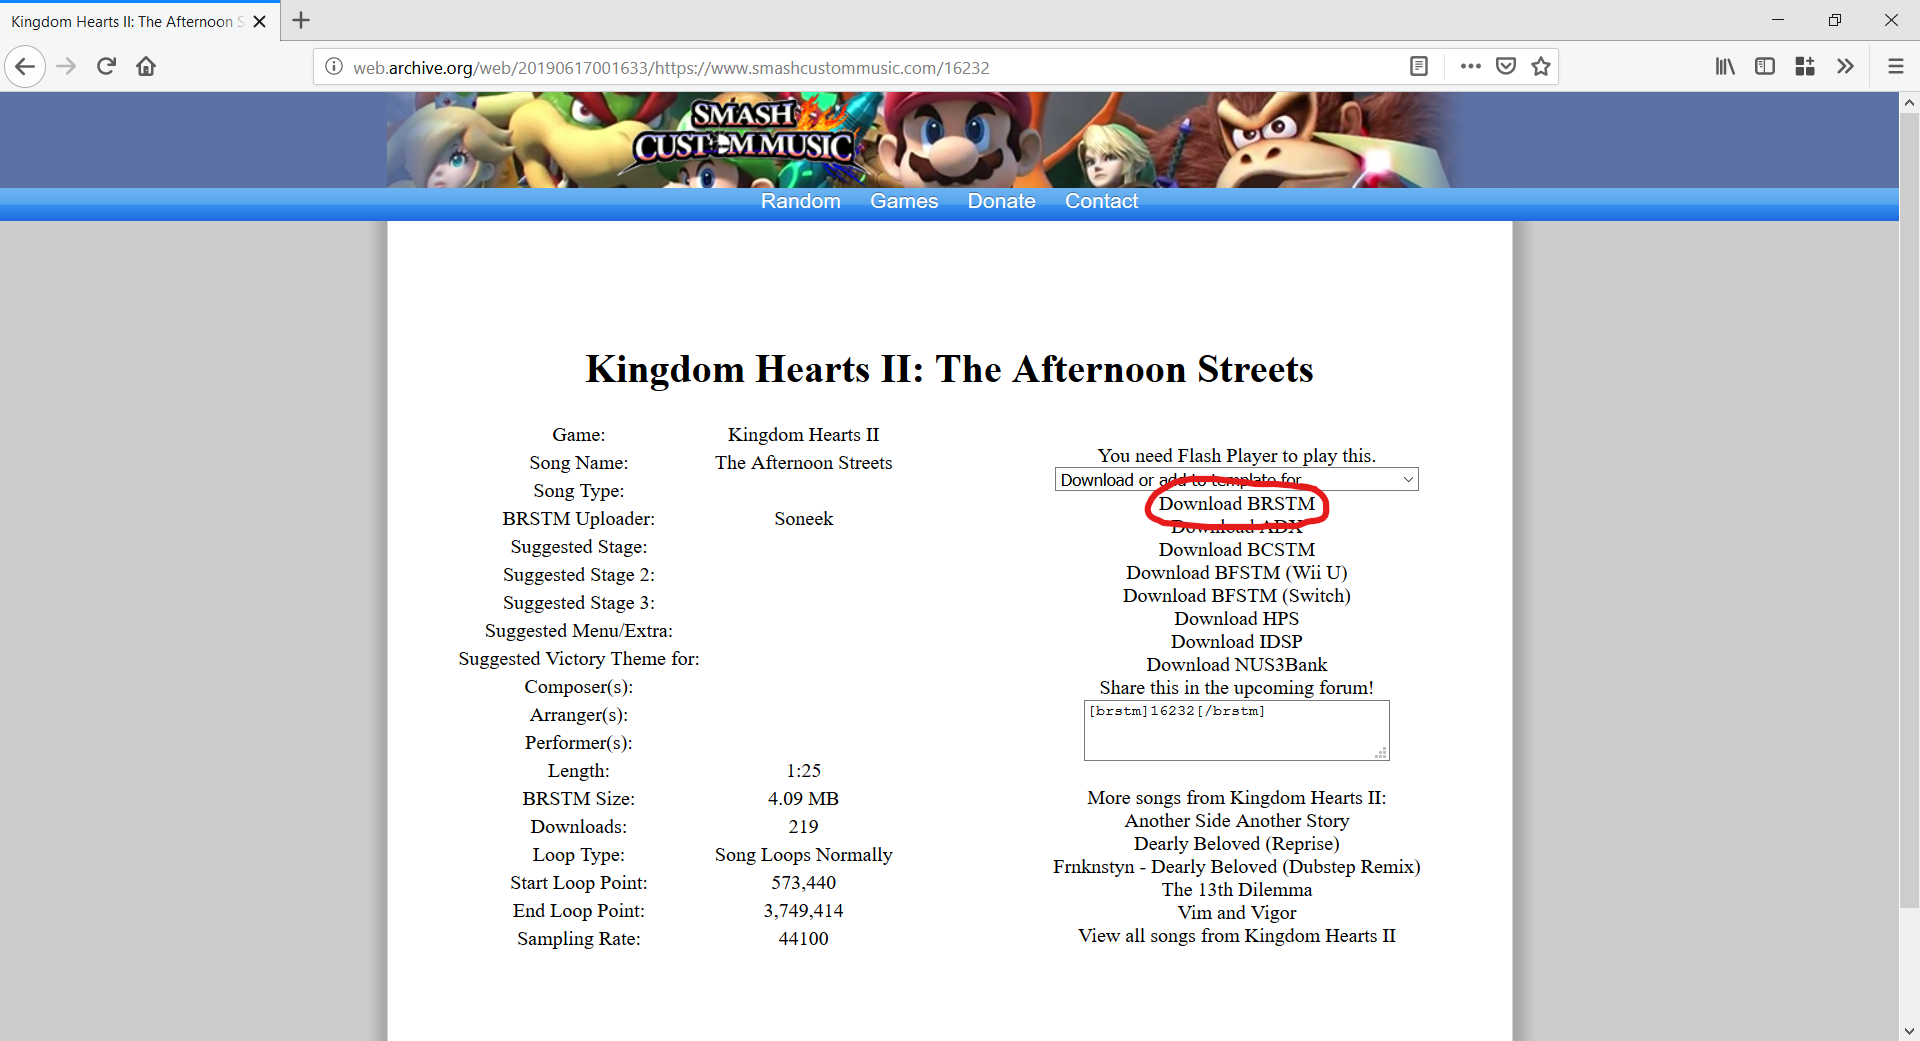 Kingdom Hearts II: The Afternoon S
web.archive.org/web/20190617001633/https://www.smashcustommusic.com/16232
SMASH
CUSTOM MUSIC
Random Games Donate Contact
Kingdom Hearts II: The Afternoon Streets
Game: Kingdom Hearts II
Song Name: The Afternoon Streets
Song Type:
BRSTM Uploader: Soneek
Suggested Stage:
Suggested Stage 2:
Suggested Stage 3:
Suggested Menu/Extra:
Suggested Victory Theme for:
Composer(s):
Arranger(s):
Performer(s):
Length: 1:25
BRSTM Size: 4.09 MB
Downloads: 219
Loop Type: Song Loops Normally
Start Loop Point: 573,440
End Loop Point: 3,749,414
Sampling Rate: 44100
You need Flash Player to play this.
Download or add to template for
Download BRSTM
Download ADX
Download BCSTM
Download BFSTM (Wii U)
Download BFSTM (Switch)
Download HPS
Download IDSP
Download NUS3Bank
Share this in the upcoming forum!
[brstm]16232[/brstm]
More songs from Kingdom Hearts II:
Another Side Another Story
Dearly Beloved (Reprise)
Frnknstyn - Dearly Beloved (Dubstep Remix)
The 13th Dilemma
Vim and Vigor
View all songs from Kingdom Hearts II